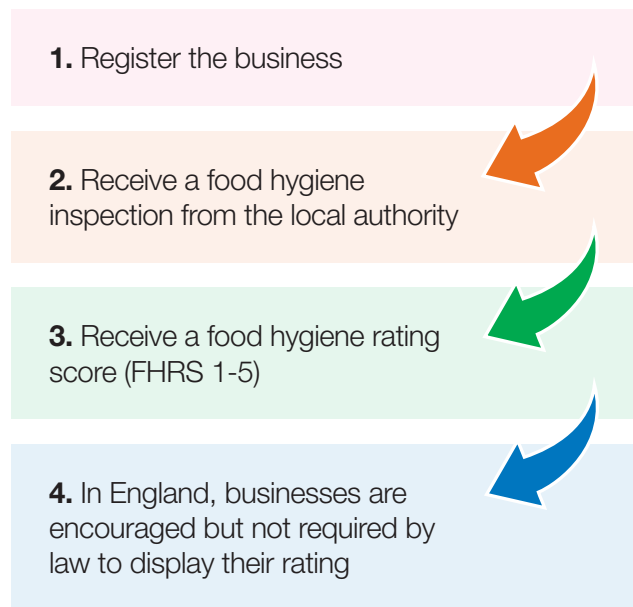 1. Register the business
2. Receive a food hygiene
inspection from the local authority
3. Receive a food hygiene rating
score (FHRS 1-5)
4. In England, businesses are
encouraged but not required by
law to display their rating